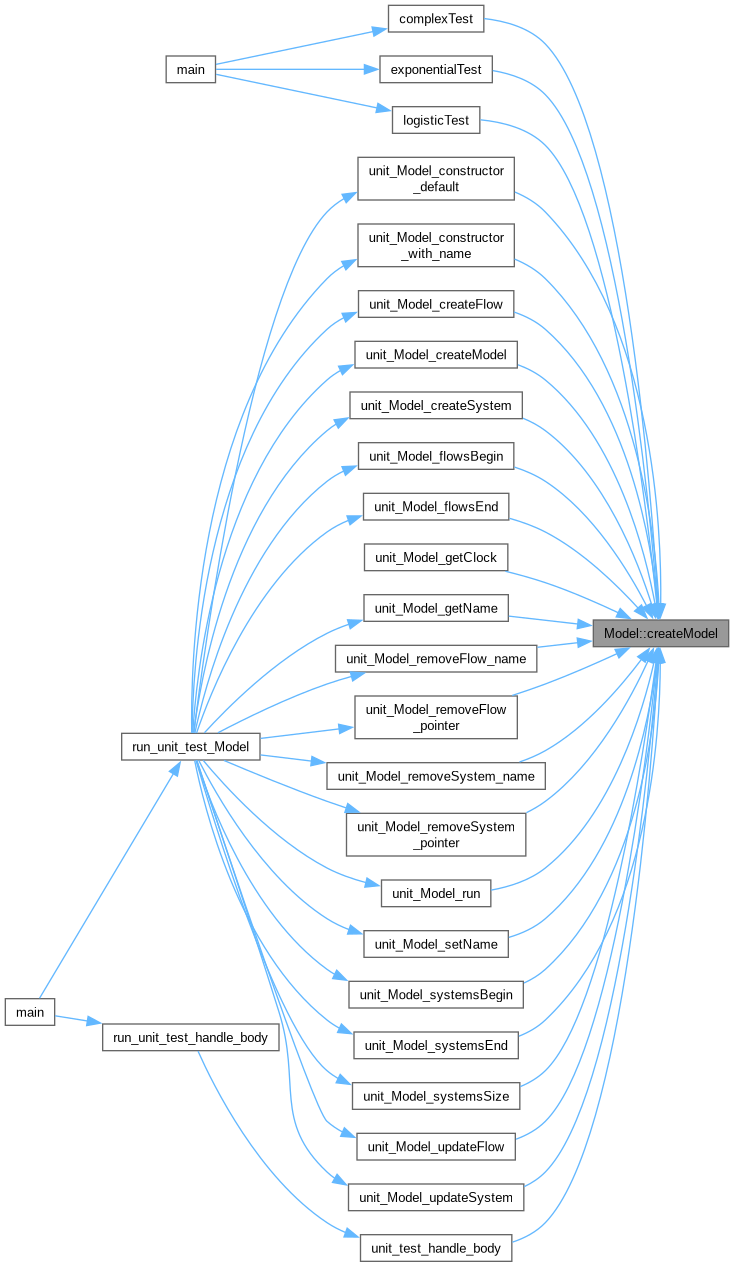 complexTest
main
exponentialTest
logisticTest
unit_Model_constructor
_default
unit_Model_constructor
_with_name
unit_Model_createFlow
unit_Model_createModel
unit_Model_createSystem
unit_Model_flowsBegin
unit_Model_flowsEnd
unit_Model_getClock
unit_Model_getName
Model::createModel
unit_Model_removeFlow_name
unit_Model_removeFlow
_pointer
run_unit_test_Model
unit_Model_removeSystem_name
unit_Model_removeSystem
_pointer
unit_Model_run
unit_Model_setName
unit_Model_systemsBegin
main
run_unit_test_handle_body
unit_Model_systemsEnd
unit_Model_systemsSize
unit_Model_updateFlow
unit_Model_updateSystem
unit_test_handle_body